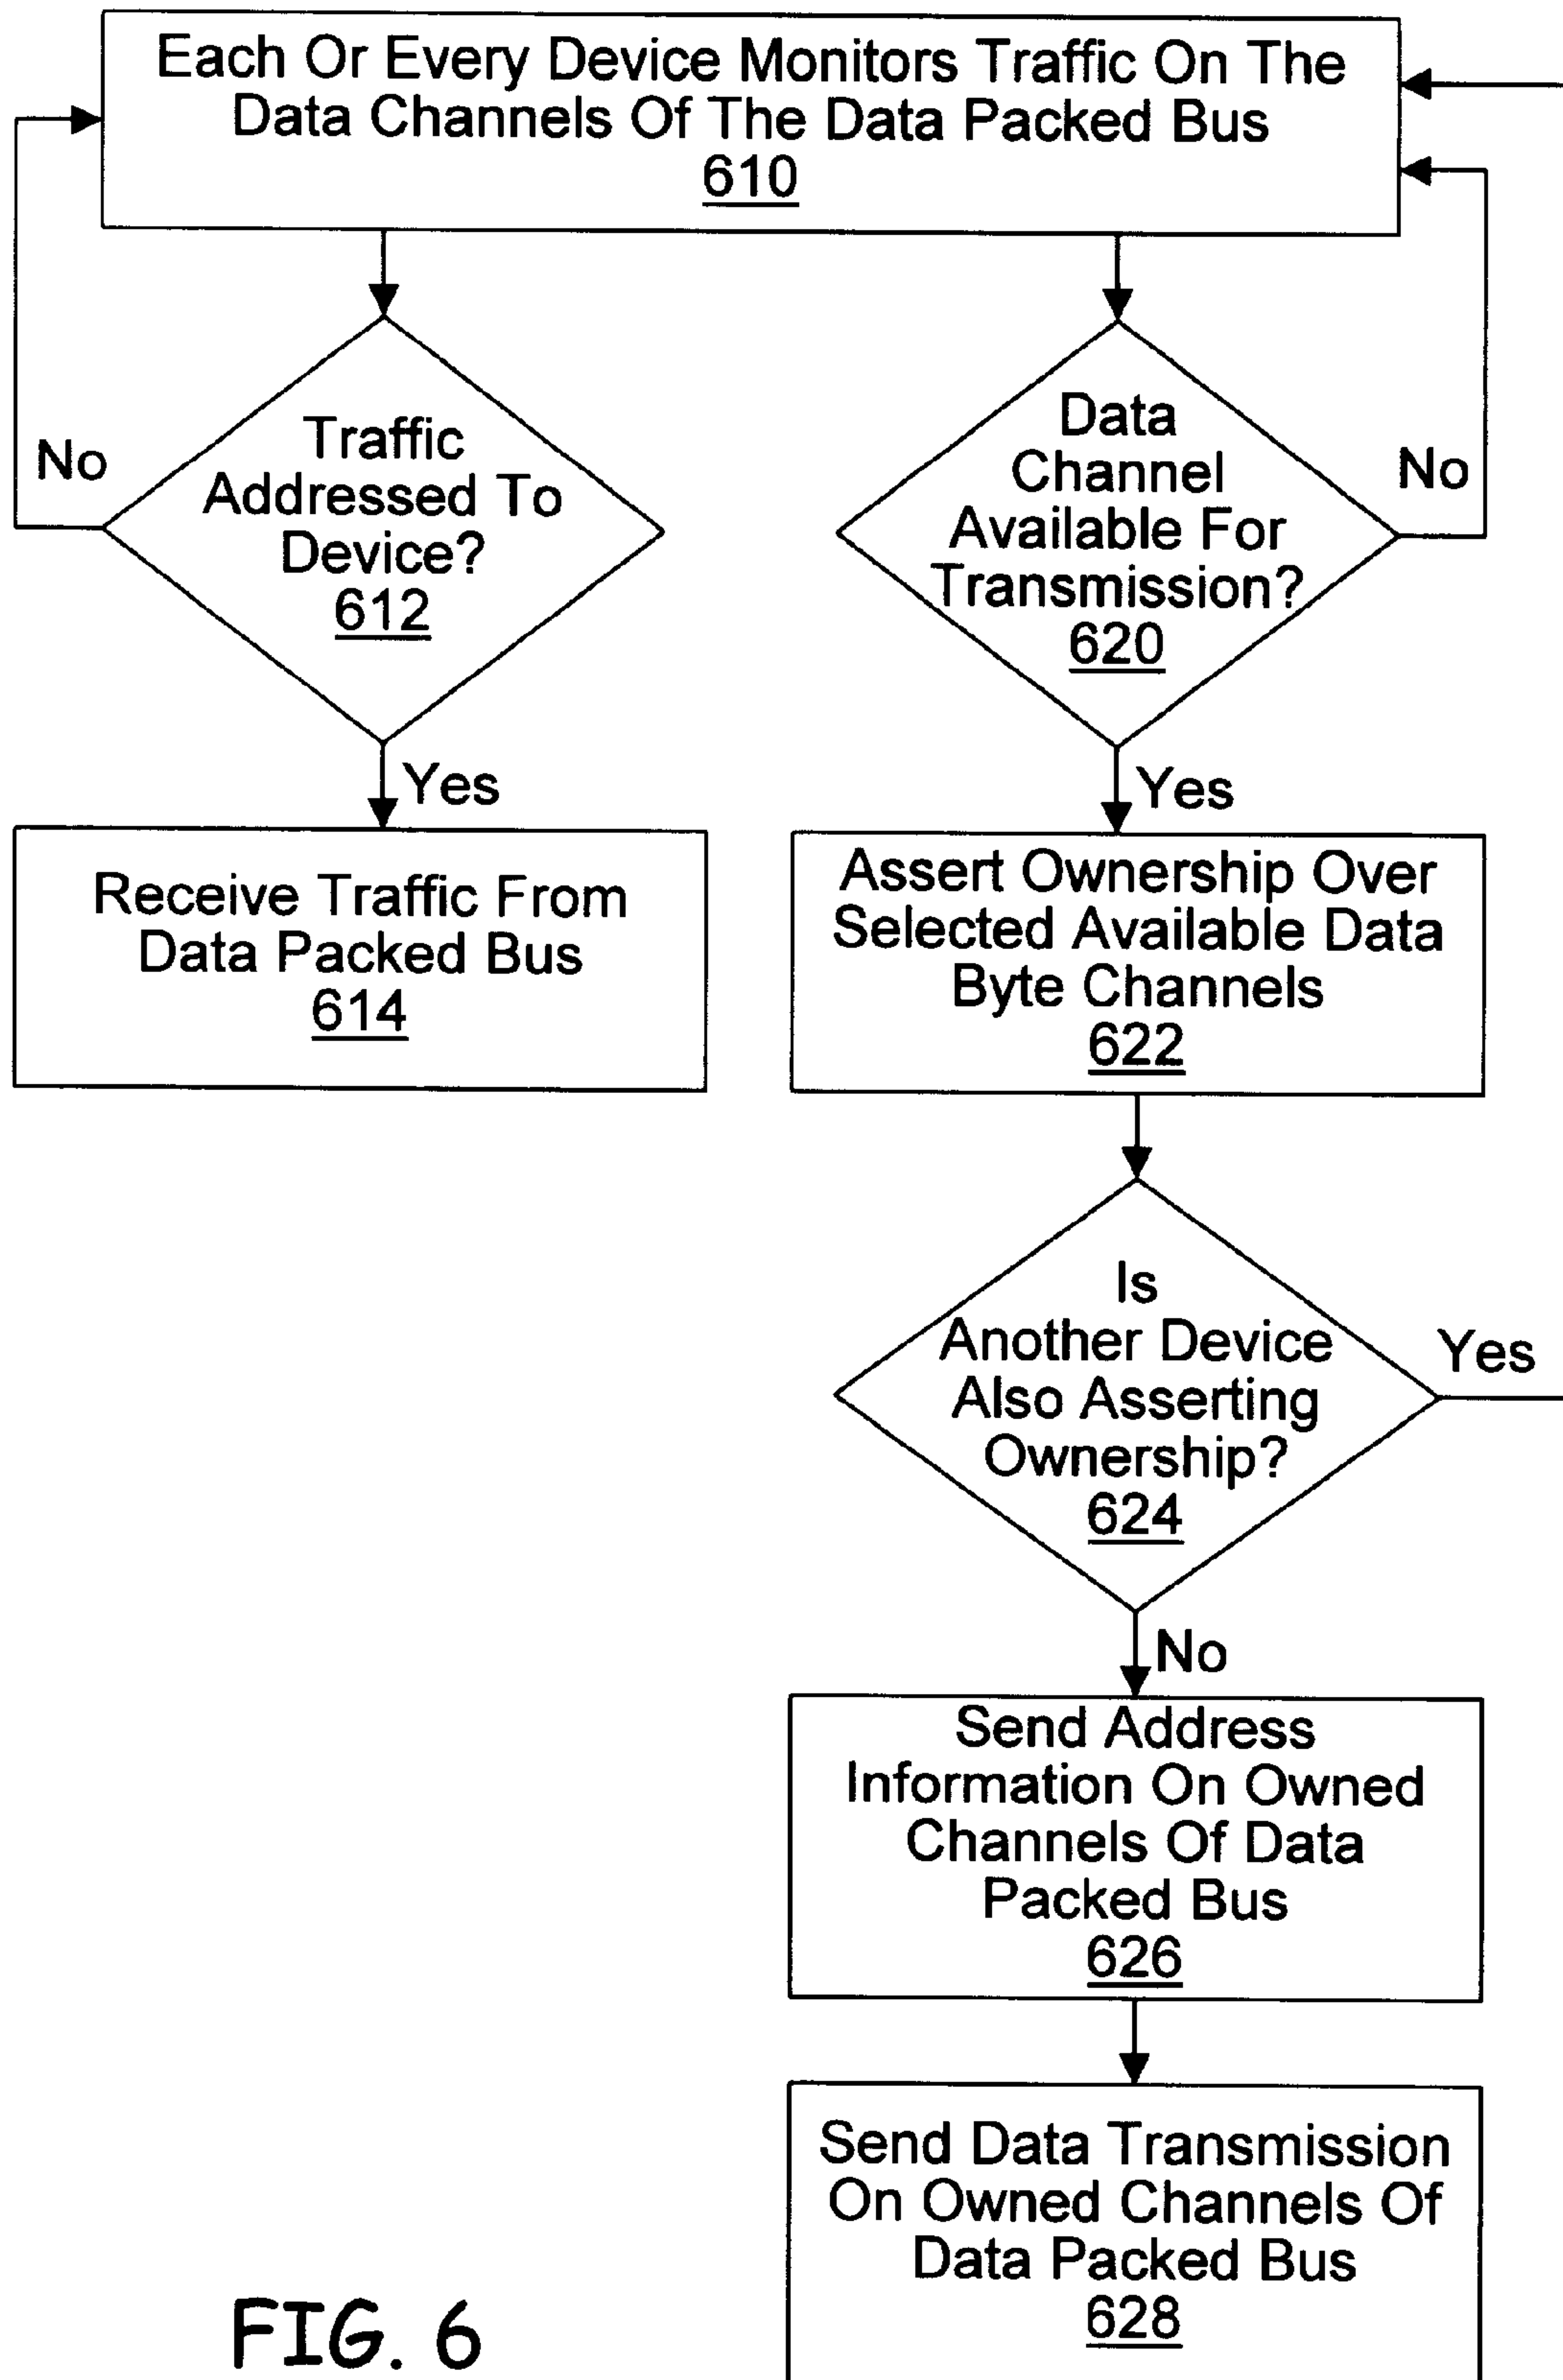 Each Or Every Device Monitors Traffic On The
Data Channels Of The Data Packed Bus
610
No
Traffic
Addressed To
Device?
612
Data
Channel
Available For
Transmission?
620
No
Yes
Yes
Receive Traffic From
Data Packed Bus
614
Assert Ownership Over
Selected Available Data
Byte Channels
622
Is
Another Device
Also Asserting
Ownership?
624
Yes
No
Send Address
Information On Owned
Channels Of Data
Packed Bus
626
Send Data Transmission
On Owned Channels Of
Data Packed Bus
628
FIG. 6